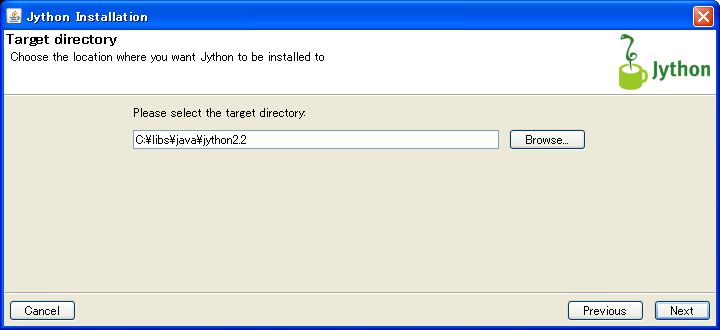 Jython Installation
Target directory
Choose the location where you want Jython to be installed to
Jython
Please select the target directory:
C:¥libs¥java¥jython2.2
Browse...
Cancel
Previous
Next